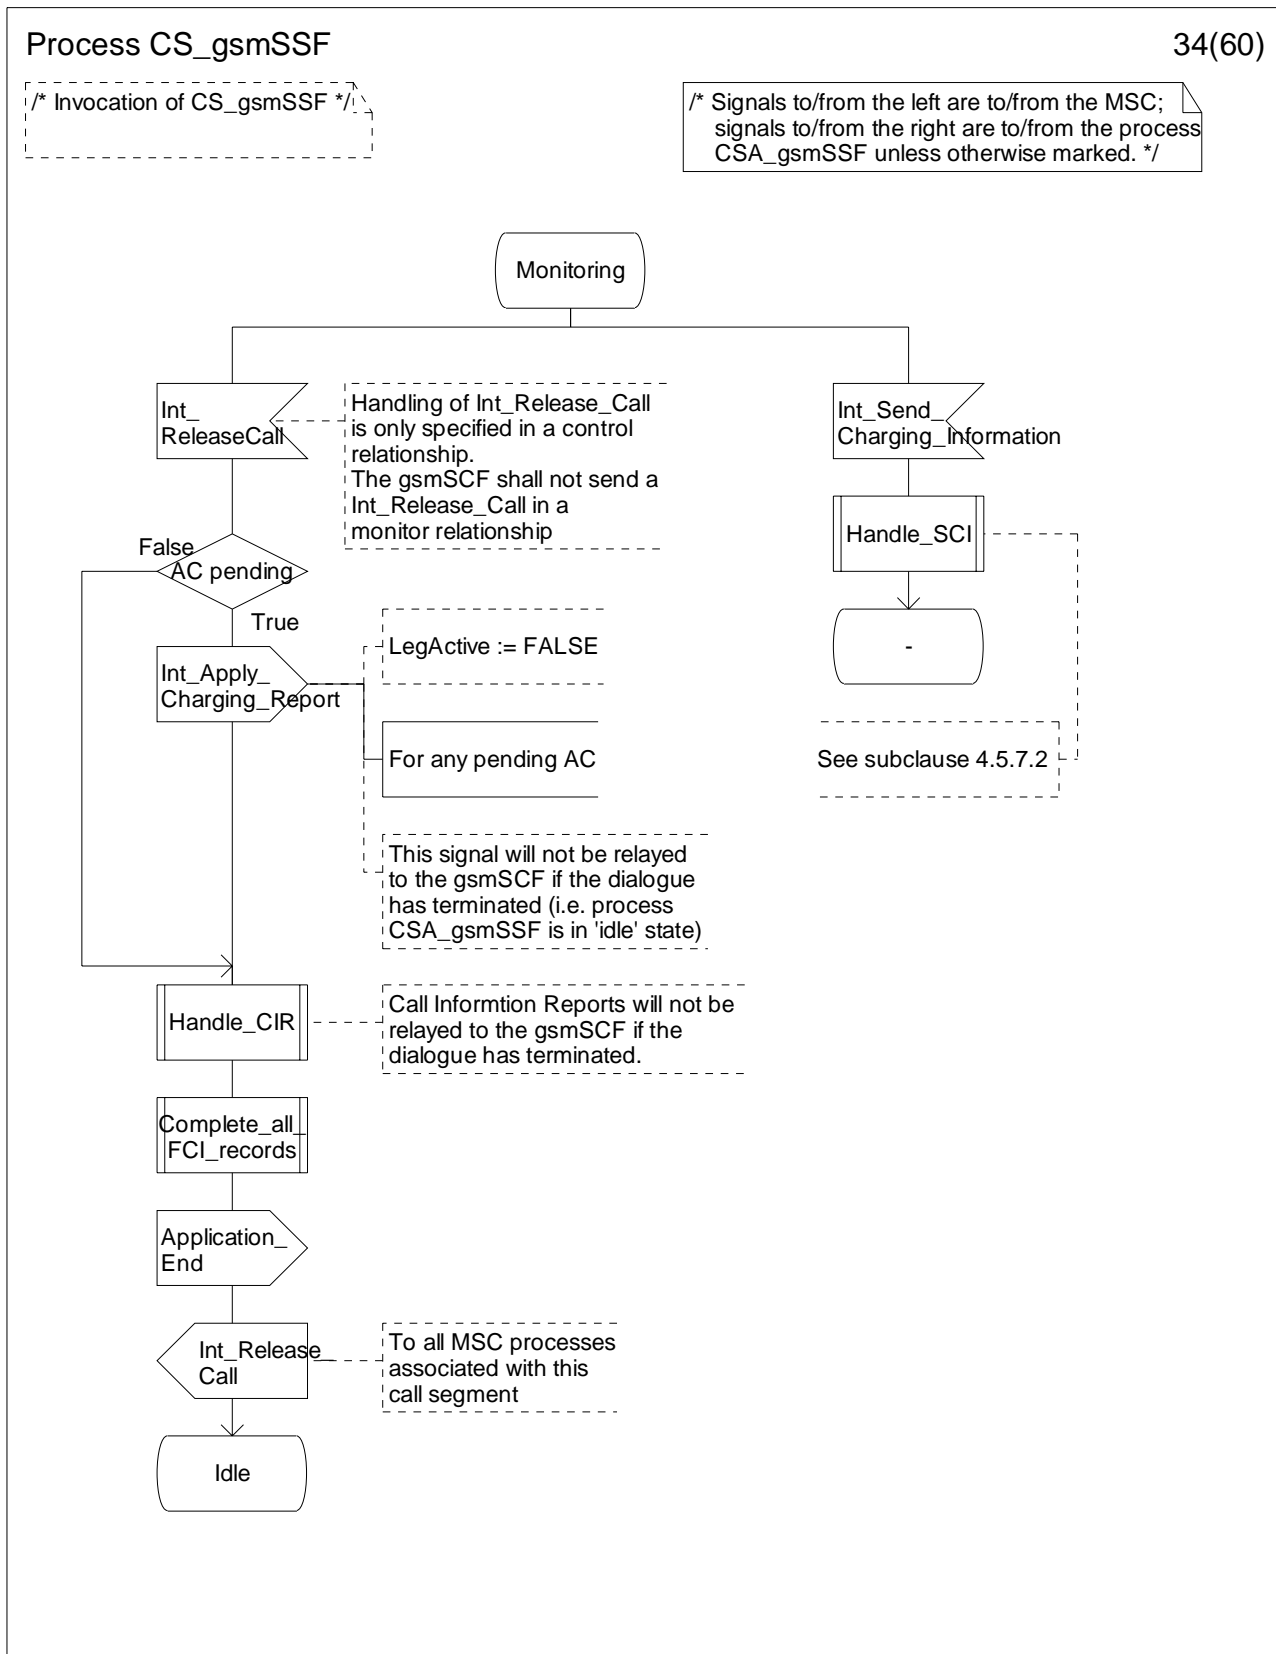 Process CS_gsmSSF
34(60)
/* Invocation of CS_gsmSSF */
/* Signals to/from the left are to/from the MSC;
signals to/from the right are to/from the process
CSA_gsmSSF unless otherwise marked. */
Monitoring
Int_
ReleaseCall
Handling of Int_Release_Call
is only specified in a control
relationship.
The gsmSCF shall not send a
Int_Release_Call in a
monitor relationship
Int_Send_
Charging_Information
Handle_SCI
False
AC pending
True
LegActive := FALSE
-
Int_Apply_
Charging_Report
For any pending AC
See subclause 4.5.7.2
This signal will not be relayed
to the gsmSCF if the dialogue
has terminated (i.e. process
CSA_gsmSSF is in 'idle' state)
Handle_CIR
Call Informtion Reports will not be
relayed to the gsmSCF if the
dialogue has terminated.
Complete_all_
FCI_records
Application_
End
Int_Release_
Call
To all MSC processes
associated with this
call segment
Idle